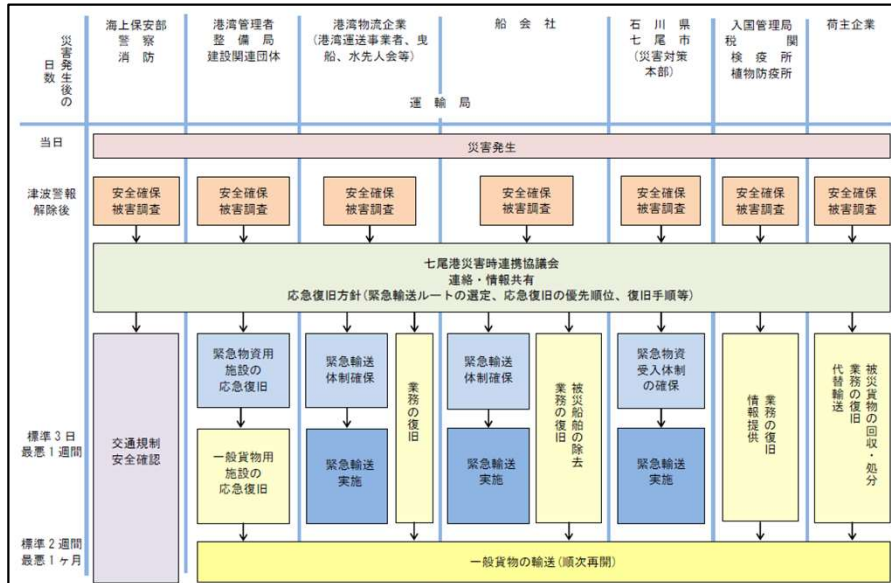 災害発生後の
日数
海上保安部
警察
消防
港湾管理者
整備局
建設関連団体
港湾物流企業
(港湾運送事業者、曳
船、水先人会等)
船会社
石川県
七尾市
(災害対策
本部)
入国管理局
税関
検疫所
植物防疫所
荷主企業
運輸局
当日
災害発生
津波警報
解除後
安全確保
被害調査
安全確保
被害調査
安全確保
被害調査
安全確保
被害調査
安全確保
被害調査
安全確保
被害調査
安全確保
被害調査
七尾港災害時連携協議会
連絡・情報共有
応急復旧方針(緊急輸送ルートの選定、応急復旧の優先順位、復旧手順等)
標準3日
最悪1週間
交通規制
安全確認
緊急物資用
施設の
応急復旧
一般貨物用
施設の
応急復旧
緊急輸送
体制確保
緊急輸送
実施
業務の復旧
緊急輸送
体制確保
緊急輸送
実施
被災船舶の除去
業務の復旧
緊急物資
受入体制
の確保
緊急輸送
実施
業務の復旧
情報提供
被災貨物の回収・処分
業務の復旧
代替輸送
標準2週間
最悪1ヶ月
一般貨物の輸送(順次再開)